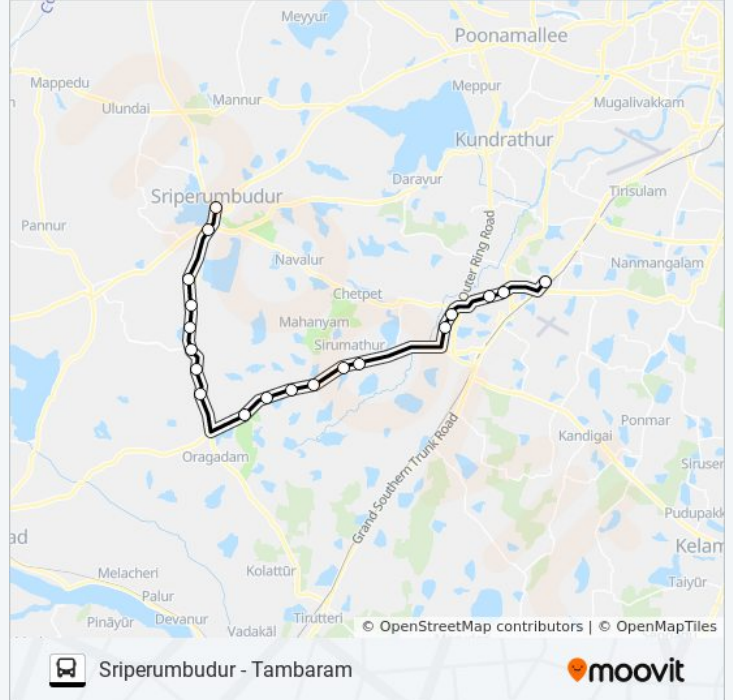 Meyyur
Poonamallee
Mappedu
Meppur
Mannur
Mugalivakkam
Ulundai
Kundrathur
Daravur
Tirisulam
Sriperumbudur
Pannur
Outer Ring Road
Navalur
Nanmangalam
Chetpet
Mahanyam
Sirumathur
Ponmar
Kandigai
Oragadam
Siruser
Grand Southern Trunk Road
Pudupakk
ad
Kelam
Melacheri
Kolattūr
Taiyūr
Palur
Pināyūr
Devanur
Tirutteri
Vadakāl
© OpenStreetMap contributors | © OpenMapTiles
Sriperumbudur - Tambaram
moovit